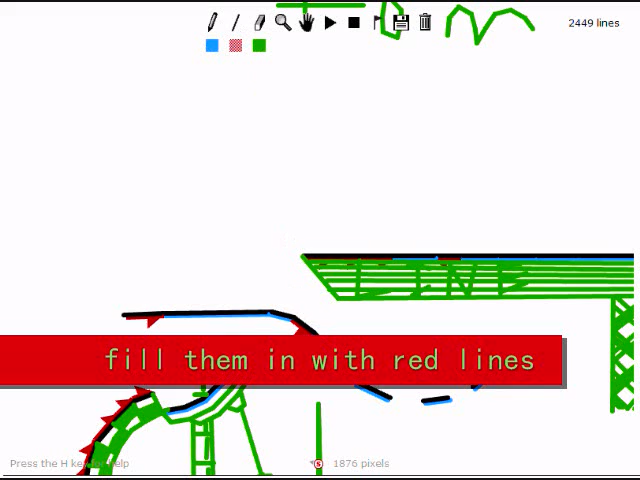 2449 lines
LINE
fill them in with red lines
Press the H key for help
1876 pixels